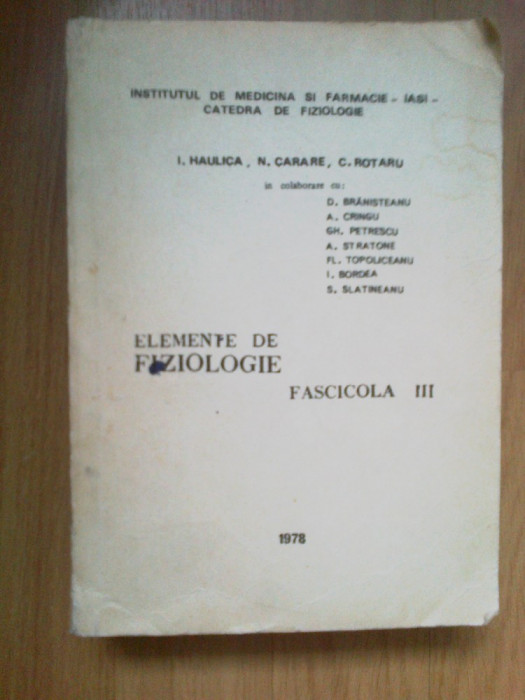 INSTITUTUL DE MEDICINA SI FARMACIE - IASI -
CATEDRA DE FIZIOLOGIE
I. HAULICA, N. CARARE, C. ROTARU
in colaborare cu:
D. BRĂNISTEANU
A. CRINGU
GH. PETRESCU
A. STRATONE
FL. TOPOLICEANU
I. BORDEA
S. SLATINEANU
ELEMENTE DE
FIZIOLOGIE
FASCICOLA III
1978